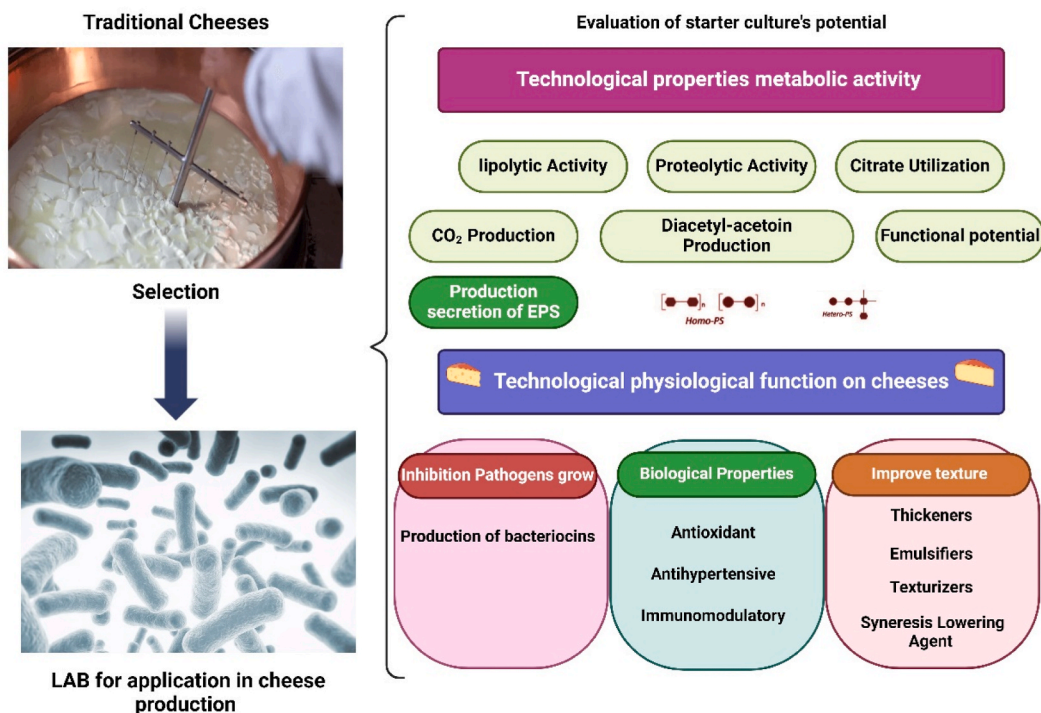 Traditional Cheeses
Selection
LAB for application in cheese
production
Evaluation of starter culture's potential
Technological properties metabolic activity
lipolytic Activity
Proteolytic Activity
Citrate Utilization
CO₂ Production
Diacetyl-acetoin
Production
Functional potential
Production
secretion of EPS
n
n
Homo-PS
Hetero-PS
Technological physiological function on cheeses
Inhibition Pathogens grow
Production of bacteriocins
Biological Properties
Antioxidant
Antihypertensive
Immunomodulatory
Improve texture
Thickeners
Emulsifiers
Texturizers
Syneresis Lowering
Agent